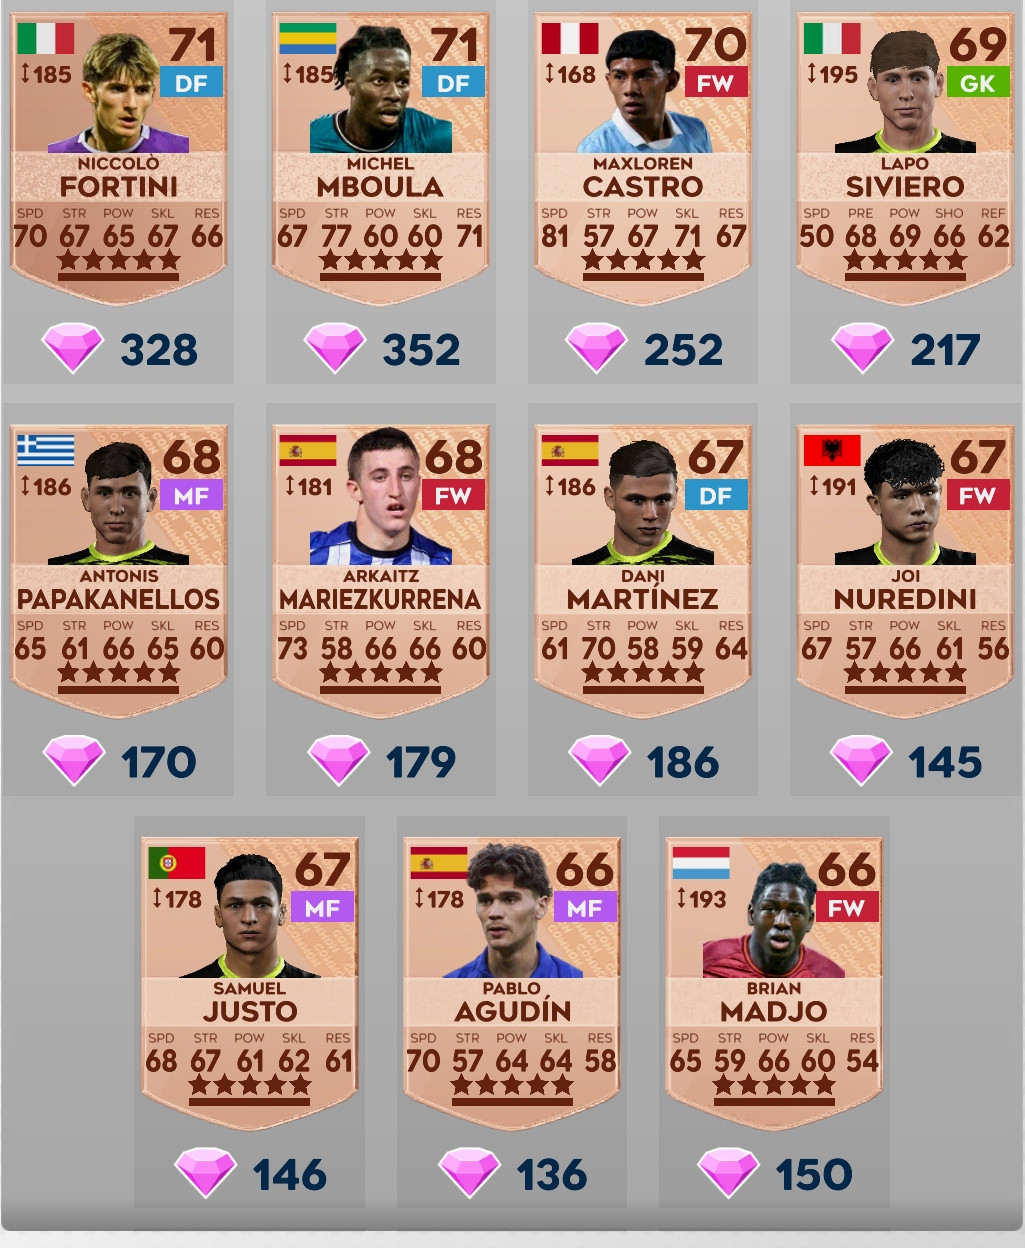 71
185
DF
NICCOLÒ
FORTINI
SPD STR POW SKL RES
70 67 65 67 66
328
71
185
DF
MICHEL
MBOULA
SPD STR POW SKL RES
67 77 60 60 71
352
70
168
FW
MAXLOREN
CASTRO
SPD STR POW SKL RES
81 57 67 71 67
252
69
195
GK
LAPO
SIVIERO
SPD PRE POW SHO REF
50 68 69 66 62
217
68
186
MF
ANTONIS
PAPAKANELLOS
SPD STR POW SKL RES
65 61 66 65 60
170
68
181
FW
ARKAITZ
MARIEZKURRENA
SPD STR POW SKL RES
73 58 66 66 60
179
67
186
DF
DANI
MARTÍNEZ
SPD STR POW SKL RES
61 70 58 59 64
186
67
191
FW
JOI
NUREDINI
SPD STR POW SKL RES
67 57 66 61 56
145
67
178
MF
SAMUEL
JUSTO
SPD STR POW SKL RES
68 67 61 62 61
146
66
178
MF
PABLO
AGUDÍN
SPD STR POW SKL RES
70 57 64 64 58
136
66
193
FW
BRIAN
MADJO
SPD STR POW SKL RES
65 59 66 60 54
150